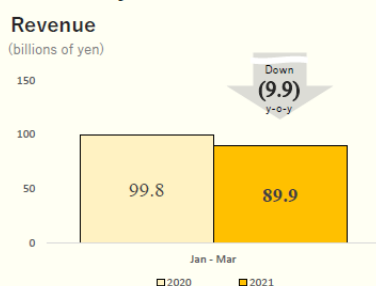 Revenue
(billions of yen)
Down
(9.9)
y-o-y
150
100
50
0
99.8
89.9
Jan - Mar
2020
2021